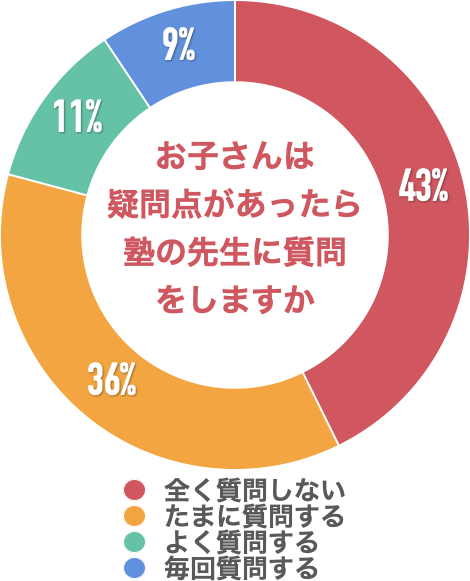 9%
11%
43%
36%
お子さんは
疑問点があったら
塾の先生に質問
をしますか
全く質問しない
たまに質問する
よく質問する
毎回質問する